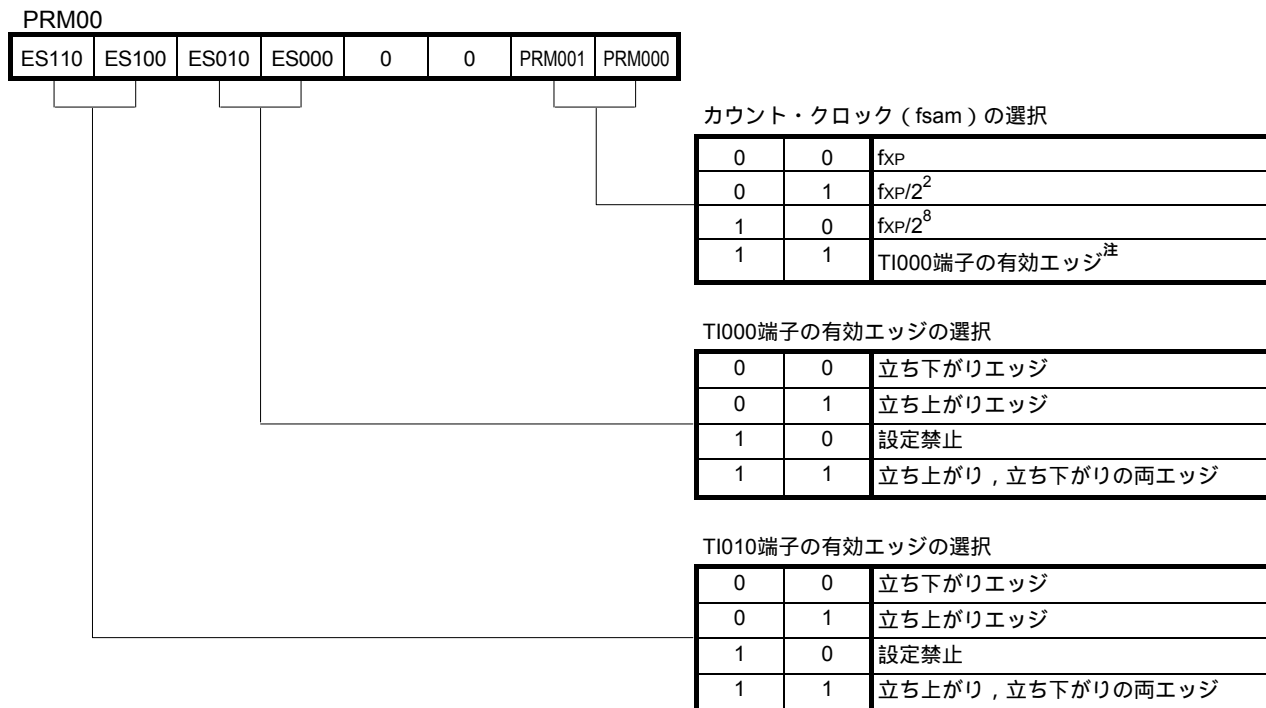 PRM00
ES110 ES100 ES010 ES000 0 0 PRM001 PRM000
カウント・クロック(fsam)の選択
0 0 fXP
0 1 fXP/2^2
1 0 fXP/2^8
1 1 TI000端子の有効エッジ注
TI000端子の有効エッジの選択
0 0 立ち下がりエッジ
0 1 立ち上がりエッジ
1 0 設定禁止
1 1 立ち上がり,立ち下がりの両エッジ
TI010端子の有効エッジの選択
0 0 立ち下がりエッジ
0 1 立ち上がりエッジ
1 0 設定禁止
1 1 立ち上がり,立ち下がりの両エッジ